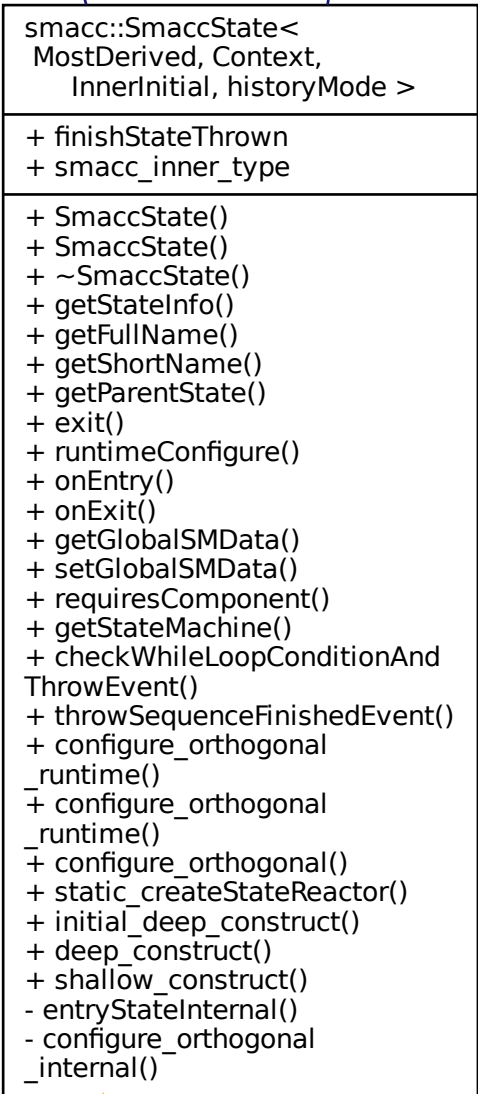 smacc::SmaccState<
MostDerived, Context,
InnerInitial, historyMode >
+ finishStateThrown
+ smacc_inner_type
+ SmaccState()
+ SmaccState()
+ ~SmaccState()
+ getStateInfo()
+ getFullName()
+ getShortName()
+ getParentState()
+ exit()
+ runtimeConfigure()
+ onEntry()
+ onExit()
+ getGlobalSMData()
+ setGlobalSMData()
+ requiresComponent()
+ getStateMachine()
+ checkWhileLoopConditionAnd
ThrowEvent()
+ throwSequenceFinishedEvent()
+ configure_orthogonal
_runtime()
+ configure_orthogonal
_runtime()
+ configure_orthogonal()
+ static_createStateReactor()
+ initial_deep_construct()
+ deep_construct()
+ shallow_construct()
- entryStateInternal()
- configure_orthogonal
_internal()